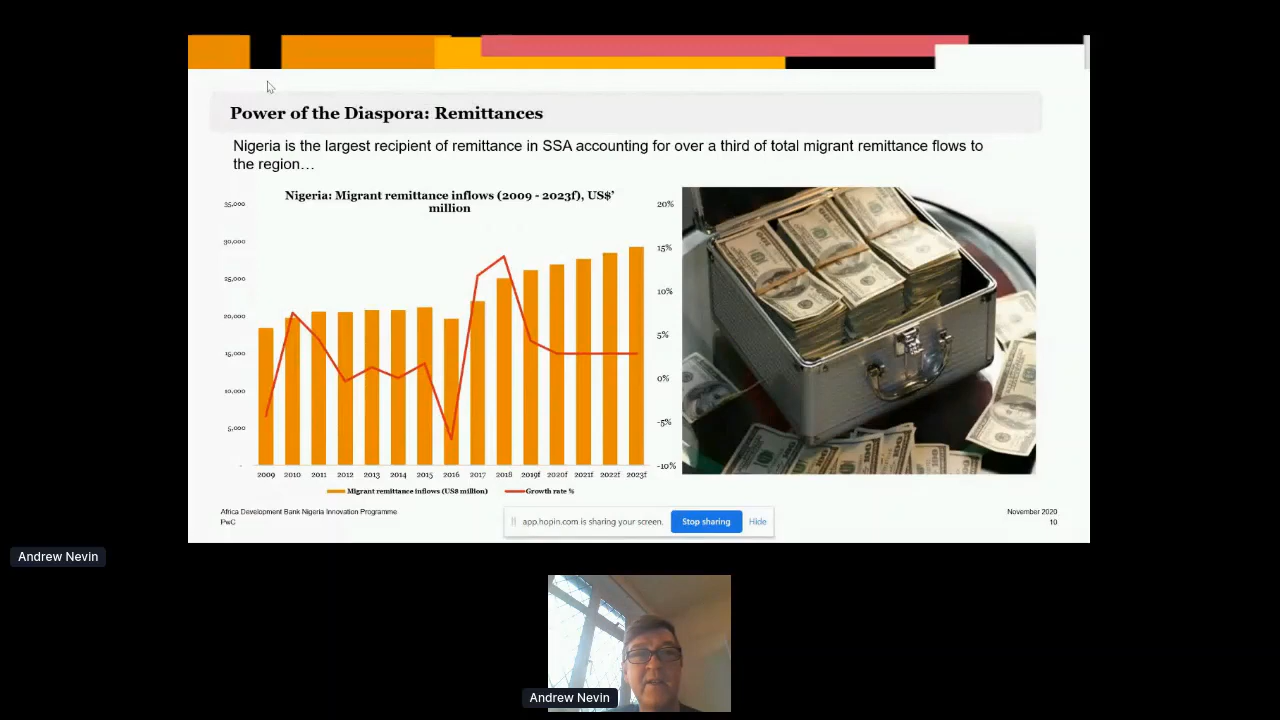 Power of the Diaspora: Remittances
Nigeria is the largest recipient of remittance in SSA accounting for over a third of total migrant remittance flows to
the region…
Nigeria: Migrant remittance inflows (2009 - 2023f), US$'
million
35,000
30,000
25,000
20,000
15,000
10,000
5,000
-
20%
15%
10%
5%
0%
-5%
-10%
2009 2010 2011 2012 2013 2014 2015 2016 2017 2018 2019f 2020f 2021f 2022f 2023f
Migrant remittance inflows (US$ million) Growth rate %
Africa Development Bank Nigeria Innovation Programme
PwC
November 2020
10
app.hopin.com is sharing your screen. Stop sharing Hide
Andrew Nevin
Andrew Nevin